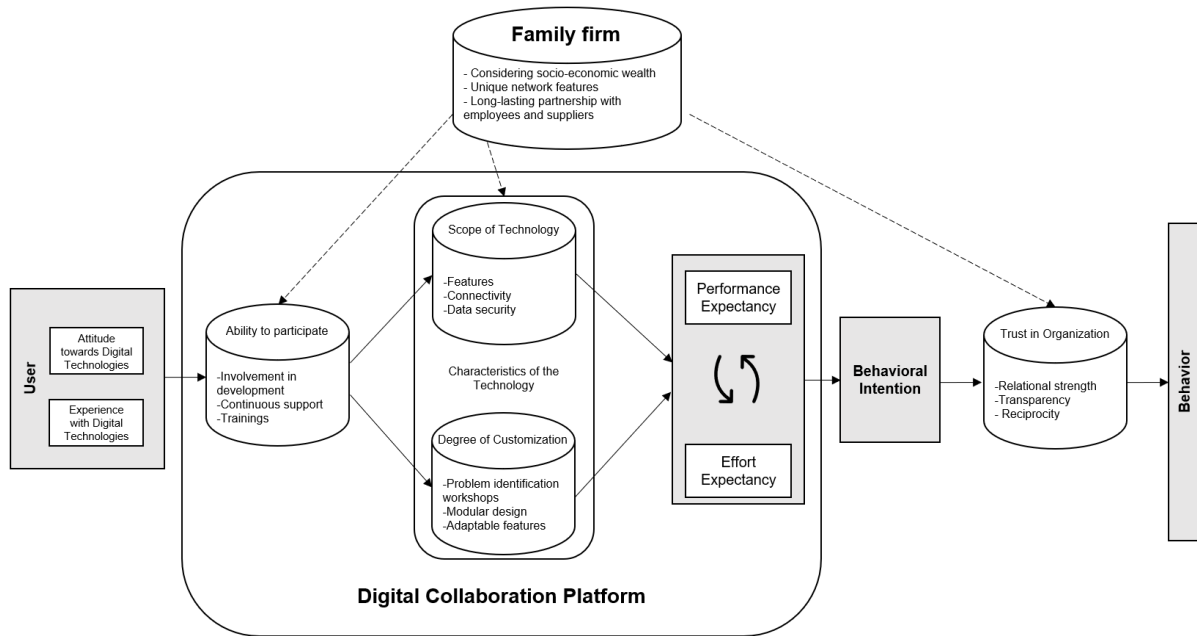 Family firm
- Considering socio-economic wealth
- Unique network features
- Long-lasting partnership with
employees and suppliers
User
Attitude
towards Digital
Technologies
Experience
with Digital
Technologies
Ability to participate
-Involvement in
development
-Continuous support
-Trainings
Scope of Technology
-Features
-Connectivity
-Data security
Characteristics of the
Technology
Degree of Customization
-Problem identification
workshops
-Modular design
-Adaptable features
Performance
Expectancy
Effort
Expectancy
Digital Collaboration Platform
Behavioral
Intention
Trust in Organization
-Relational strength
-Transparency
- Reciprocity
Behavior